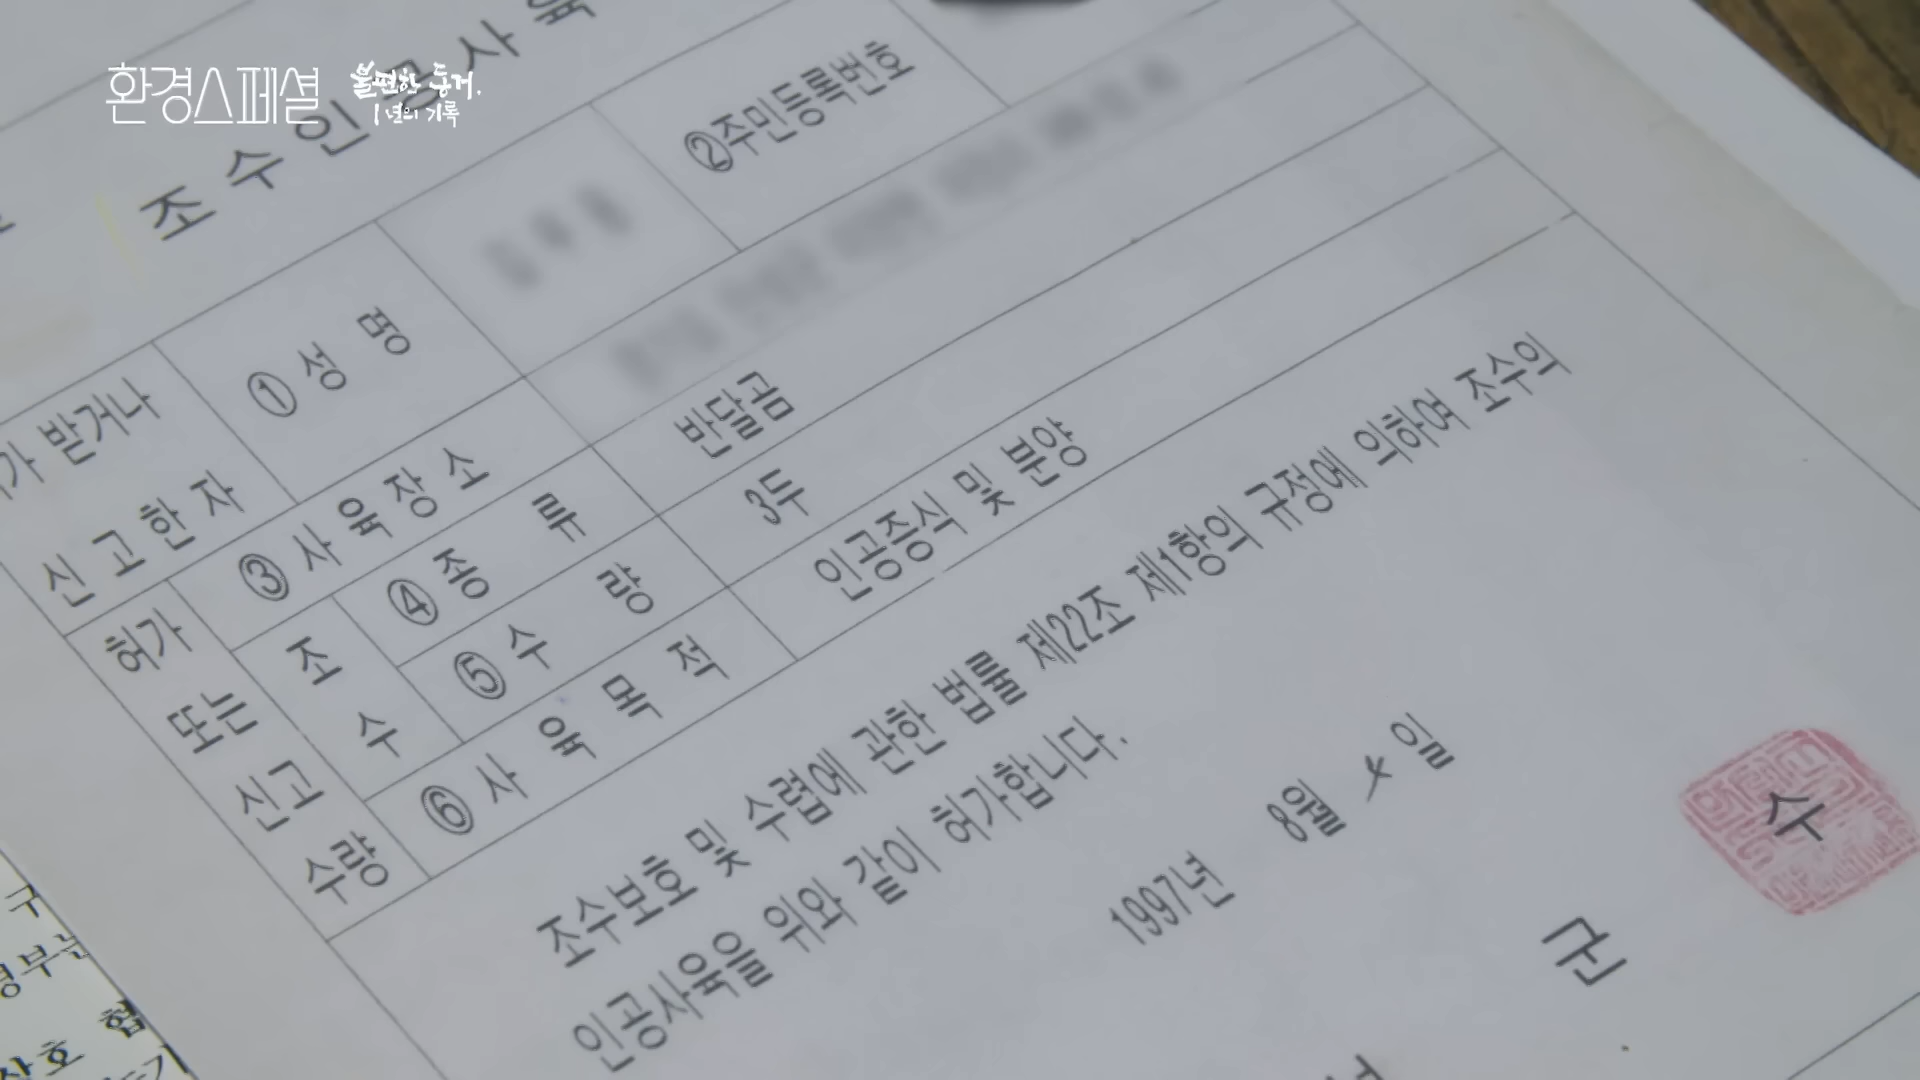 환경스페셜
불편한 동거,
1년의 기록
조수인공사육
가 받거나
신고한자
①성 명
②주민등록번호
③사육장소
허가
또는
신고
수량
조
수
④종 류
반달곰
⑤수 량
3두
⑥사육목적
인공증식 및 분양
조수보호 및 수렵에 관한 법률 제22조 제1항의 규정에 의하여 조수의
인공사육을 위와 같이 허가합니다.
1997년 8월 일
군 수
구
부는
상호 협